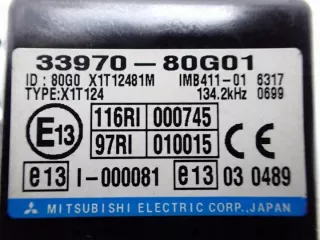 33970-80G01
ID: 80G0 X1T12481M IMB411-01 6317
TYPE:X1T124 134.2kHz 0699
E13 116RI 000745
97RI 010015 CE
e13 I-000081 e13 03 0489
MITSUBISHI ELECTRIC CORP., JAPAN